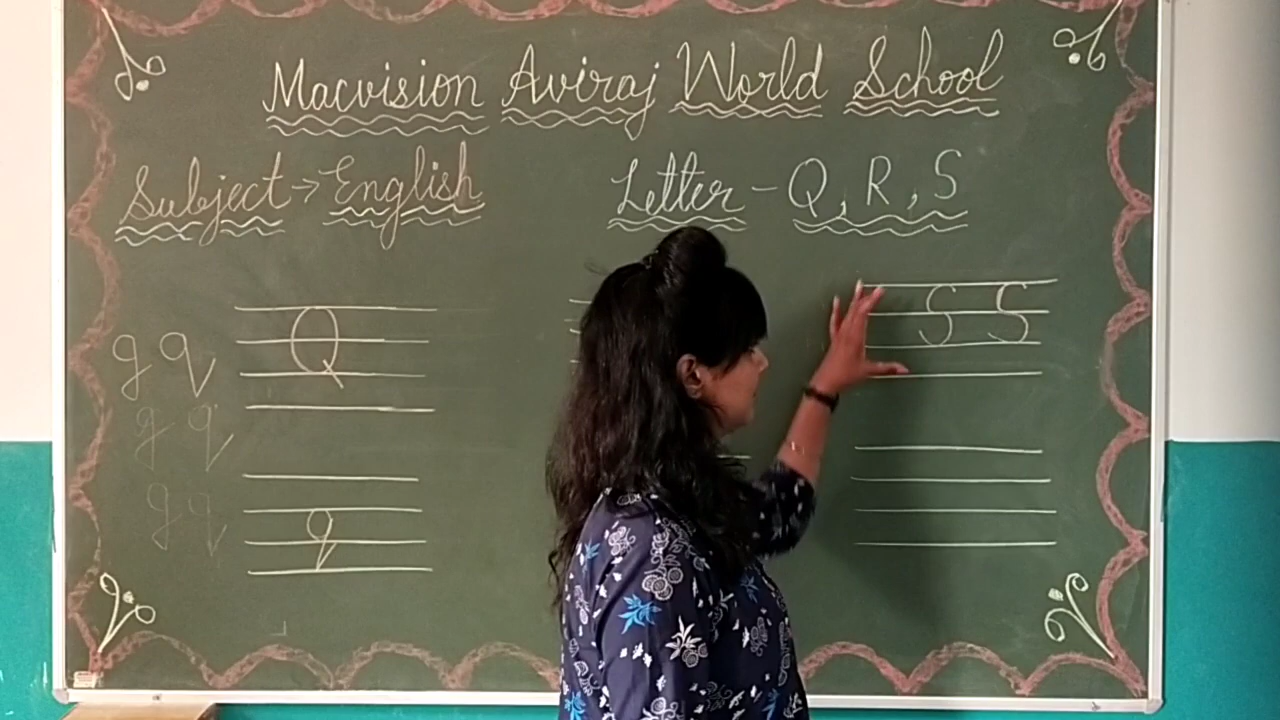 Macvision Aviraj World School
Subject → English Letter - Q, R, S
Q S S
g q
g q
g q
q